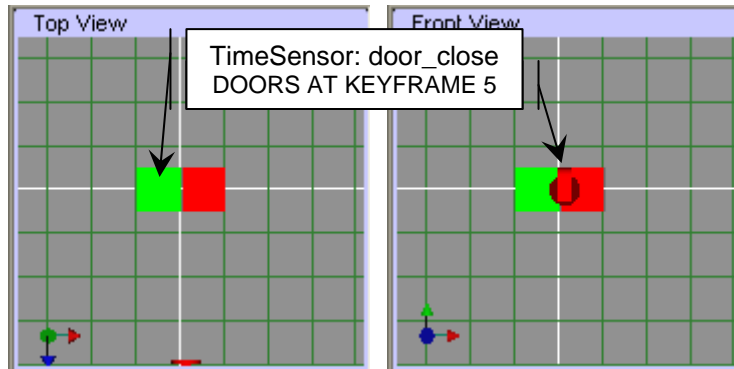 Top View
Front View
TimeSensor: door_close
DOORS AT KEYFRAME 5